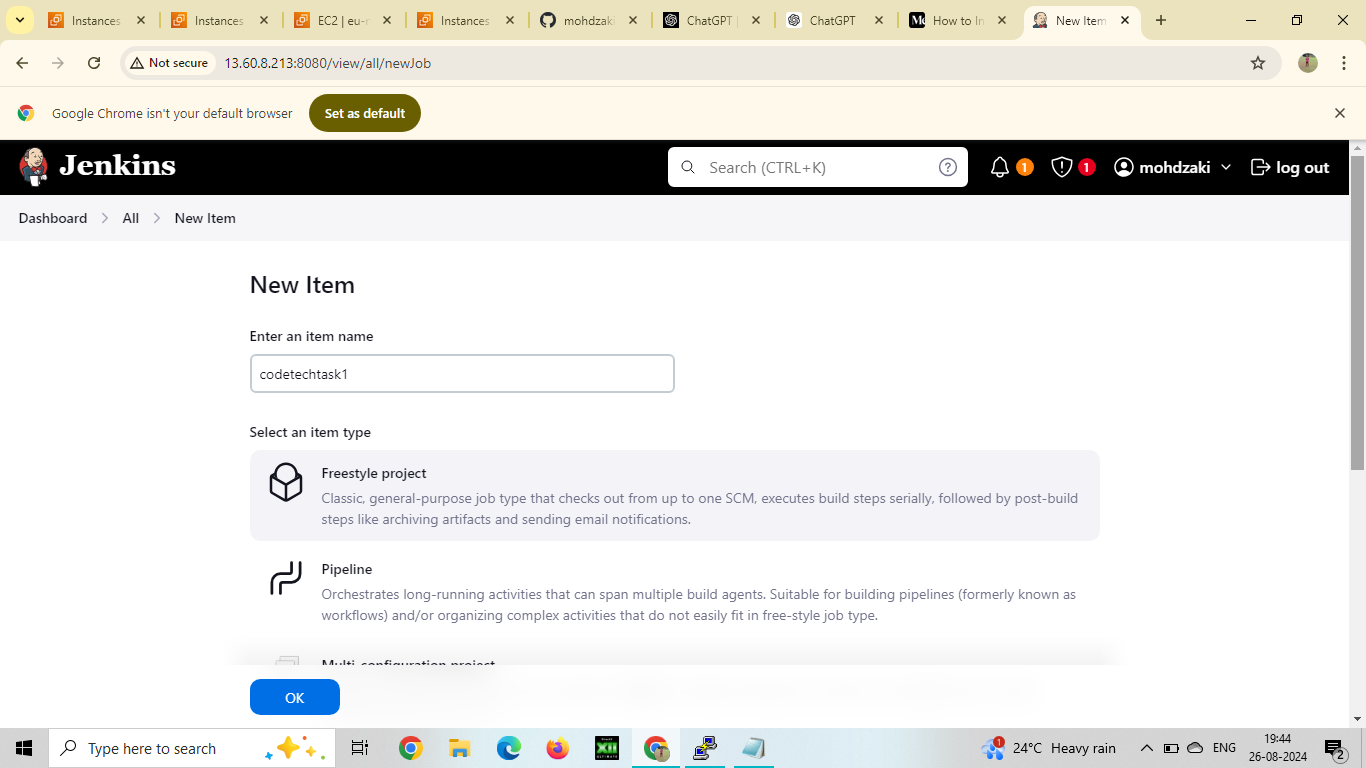 Instances
Instances
EC2 | eu-n
Instances
mohdzaki
ChatGPT |
ChatGPT
How to In
New Item
Not secure
13.60.8.213:8080/view/all/newJob
Google Chrome isn't your default browser
Set as default
Jenkins
Search (CTRL+K)
1
1
mohdzaki
log out
Dashboard
All
New Item
New Item
Enter an item name
codetechtask1
Select an item type
Freestyle project
Classic, general-purpose job type that checks out from up to one SCM, executes build steps serially, followed by post-build
steps like archiving artifacts and sending email notifications.
Pipeline
Orchestrates long-running activities that can span multiple build agents. Suitable for building pipelines (formerly known as
workflows) and/or organizing complex activities that do not easily fit in free-style job type.
Multi-configuration project
OK
Type here to search
XII
1
24°C Heavy rain
ENG
19:44
26-08-2024
2